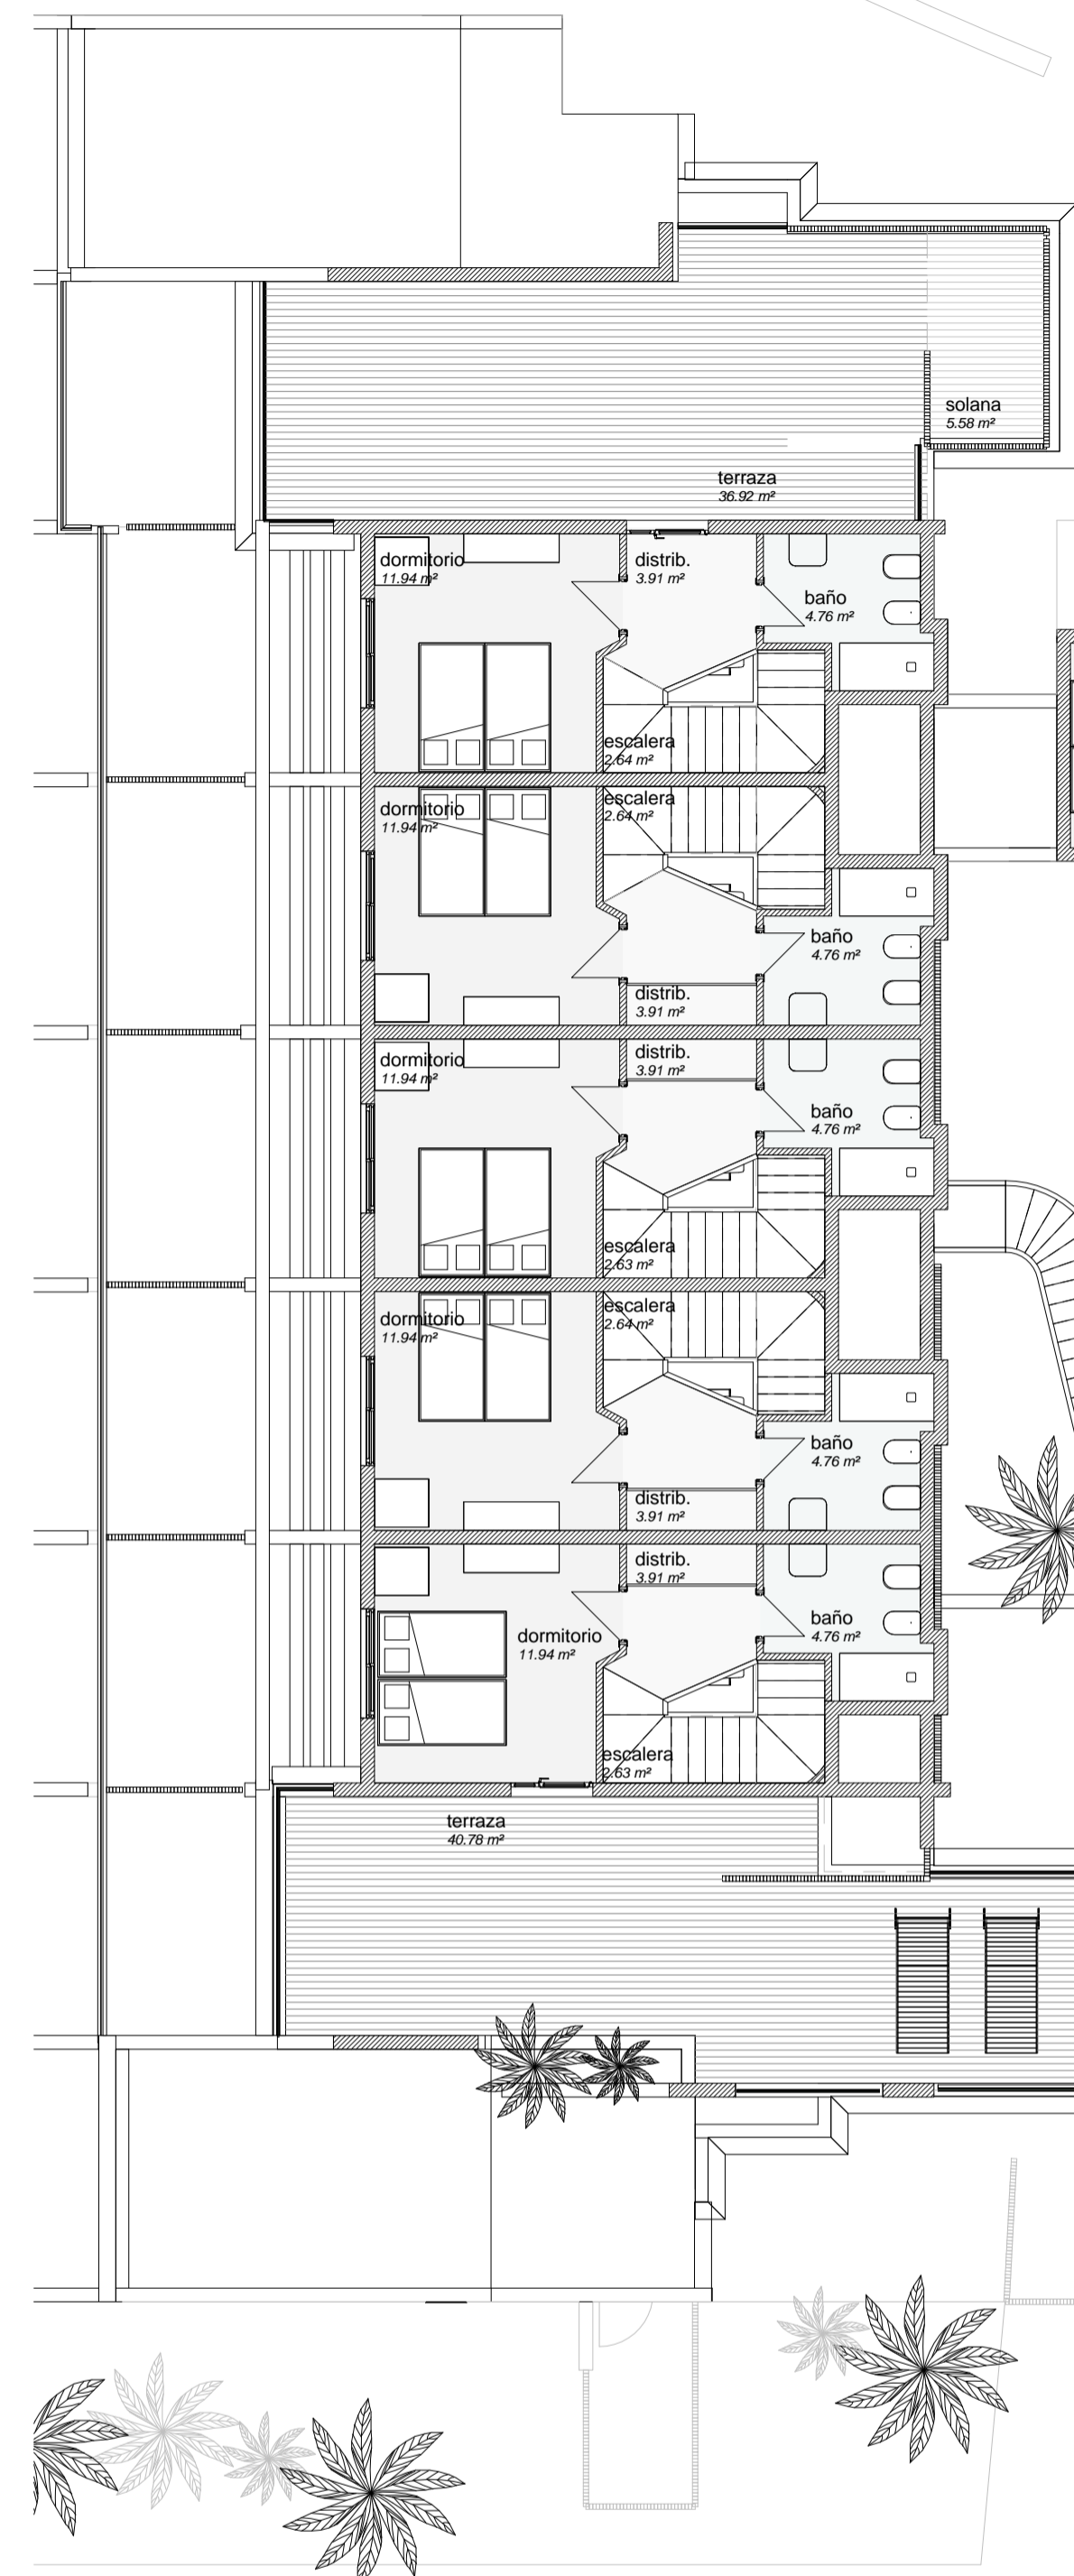 solana
5.58 m²
terraza
36.92 m²
dormitorio
11.94 m²
distrib.
3.91 m²
baño
4.76 m²
escalera
2.64 m²
dormitorio
11.94 m²
escalera
2.64 m²
baño
4.76 m²
distrib.
3.91 m²
dormitorio
11.94 m²
distrib.
3.91 m²
baño
4.76 m²
escalera
2.63 m²
dormitorio
11.94 m²
escalera
2.64 m²
baño
4.76 m²
distrib.
3.91 m²
distrib.
3.91 m²
dormitorio
11.94 m²
baño
4.76 m²
escalera
2.63 m²
terraza
40.78 m²